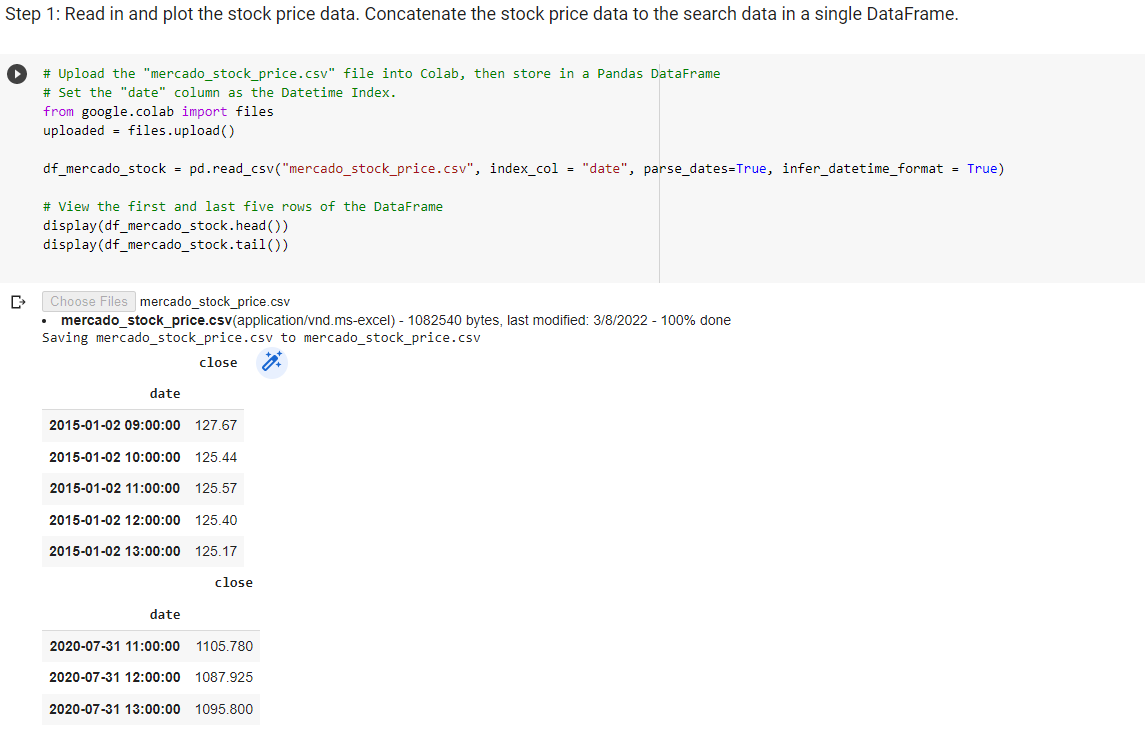 Step 1: Read in and plot the stock price data. Concatenate the stock price data to the search data in a single DataFrame.
# Upload the "mercado_stock_price.csv" file into Colab, then store in a Pandas DataFrame
# Set the "date" column as the Datetime Index.
from google.colab import files
uploaded = files.upload()
df_mercado_stock = pd.read_csv("mercado_stock_price.csv", index_col = "date", parse_dates=True, infer_datetime_format = True)
# View the first and last five rows of the DataFrame
display(df_mercado_stock.head())
display(df_mercado_stock.tail())
Choose Files mercado_stock_price.csv
• mercado_stock_price.csv(application/vnd.ms-excel) - 1082540 bytes, last modified: 3/8/2022 - 100% done
Saving mercado_stock_price.csv to mercado_stock_price.csv
close
date
2015-01-02 09:00:00 127.67
2015-01-02 10:00:00 125.44
2015-01-02 11:00:00 125.57
2015-01-02 12:00:00 125.40
2015-01-02 13:00:00 125.17
close
date
2020-07-31 11:00:00 1105.780
2020-07-31 12:00:00 1087.925
2020-07-31 13:00:00 1095.800